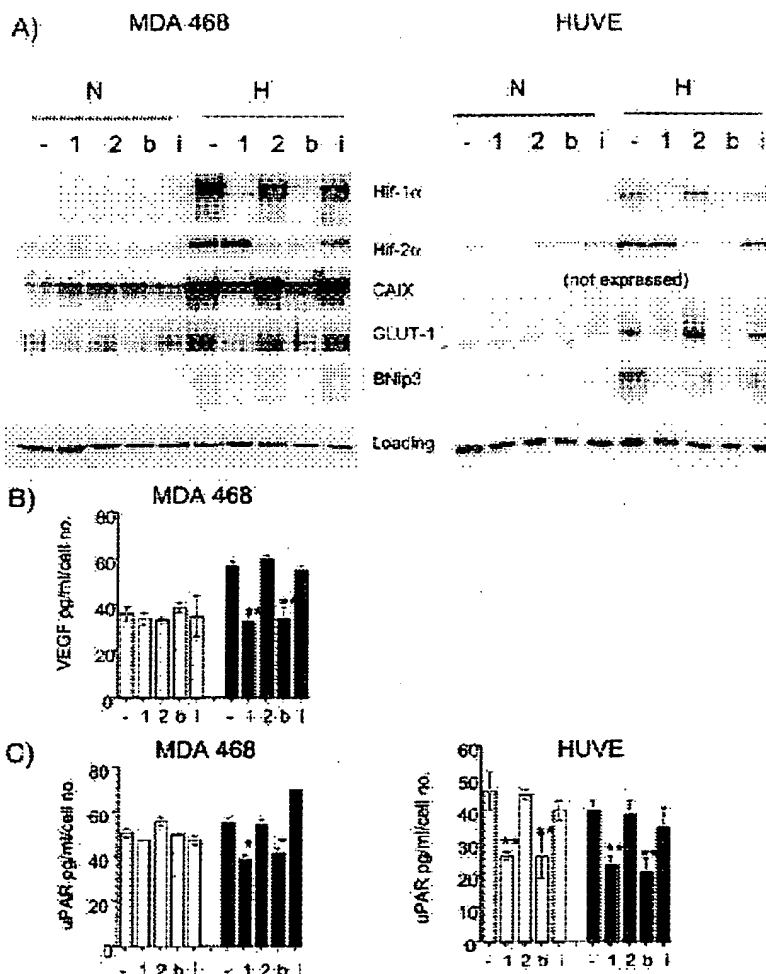 A) MDA 468 HUVE
N H N H
- 1 2 b i - 1 2 b i - 1 2 b i - 1 2 b i
Hif-1α
Hif-2α
CAIX (not expressed)
GLUT-1
BNip3
Loading
B) MDA 468
VEGF pg/ml/cell no.
80
60
40
20
0
** **
- 1 2 b i - 1 2 b i
C) MDA 468
uPAR pg/ml/cell no.
80
60
40
20
0
* *
- 1 2 b i - 1 2 b i
HUVE
uPAR pg/ml/cell no.
60
50
40
30
20
10
0
** ** ** **
- 1 2 b i - 1 2 b i